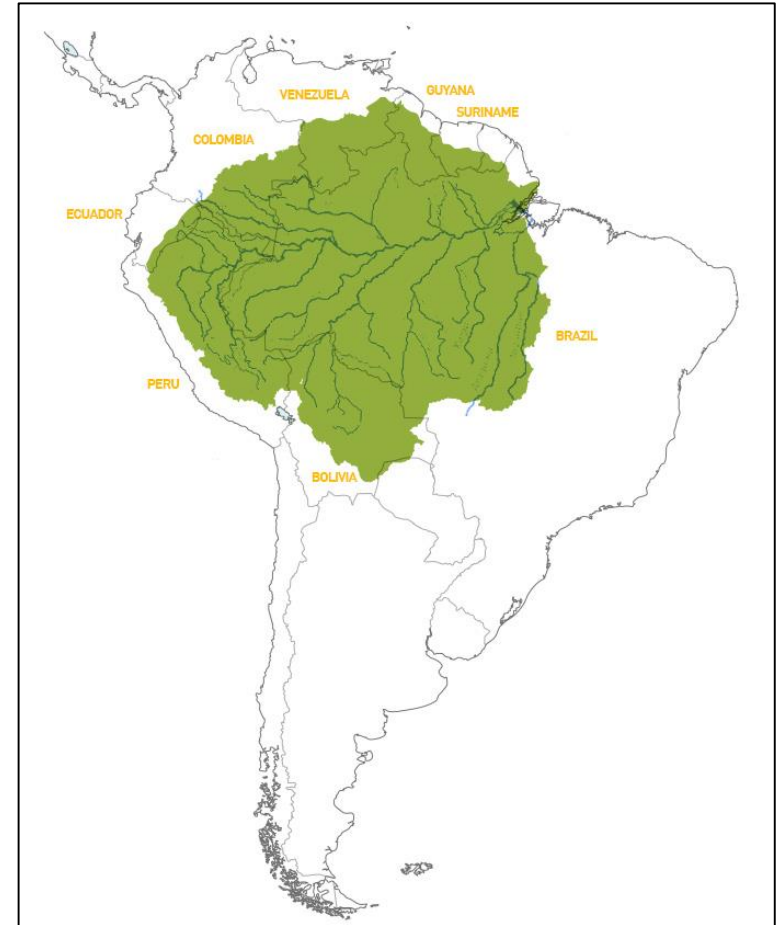 VENEZUELA
GUYANA
SURINAME
COLOMBIA
ECUADOR
BRAZIL
PERU
BOLIVIA